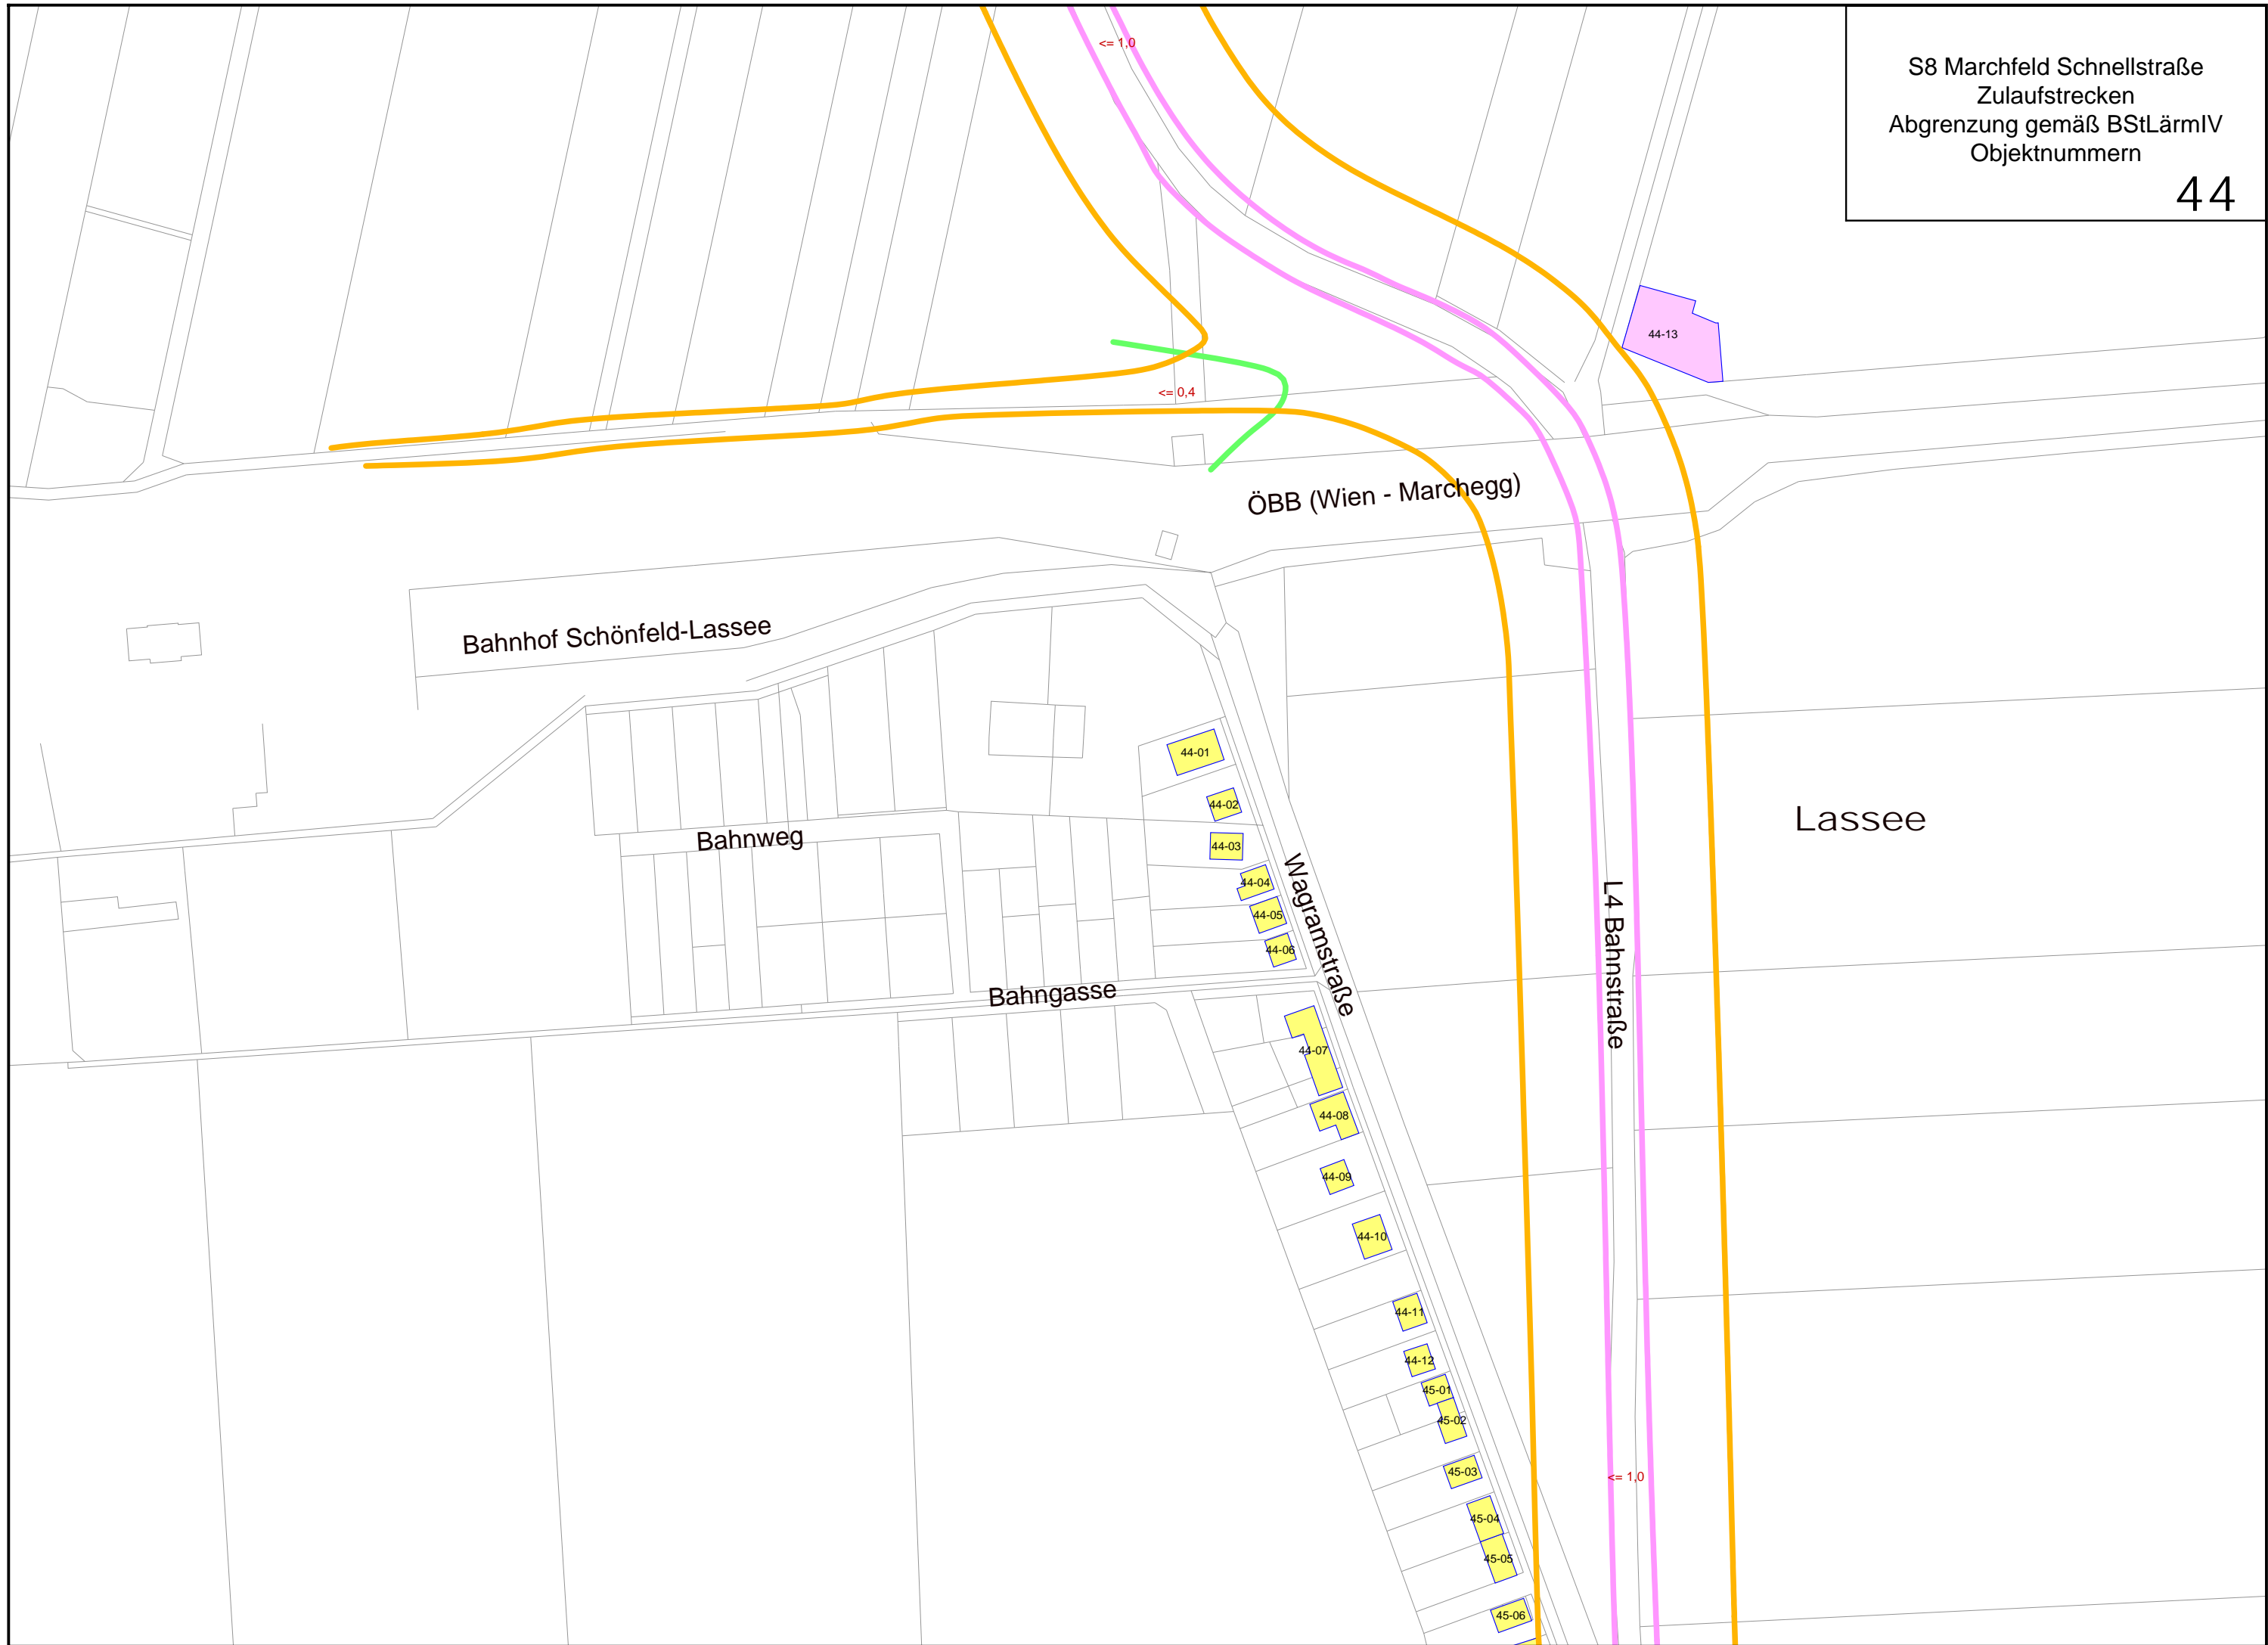 S8 Marchfeld Schnellstraße
Zulaufstrecken
Abgrenzung gemäß BStLärmIV
Objektnummern
44
<= 1,0
44-13
<= 0,4
ÖBB (Wien - Marchegg)
Bahnhof Schönfeld-Lassee
44-01
44-02
Lassee
Bahnweg
44-03
44-04
Wagramstraße
44-05
L4 Bahnstraße
44-06
Bahngasse
44-07
44-08
44-09
44-10
44-11
44-12
45-01
45-02
45-03
<= 1,0
45-04
45-05
45-06